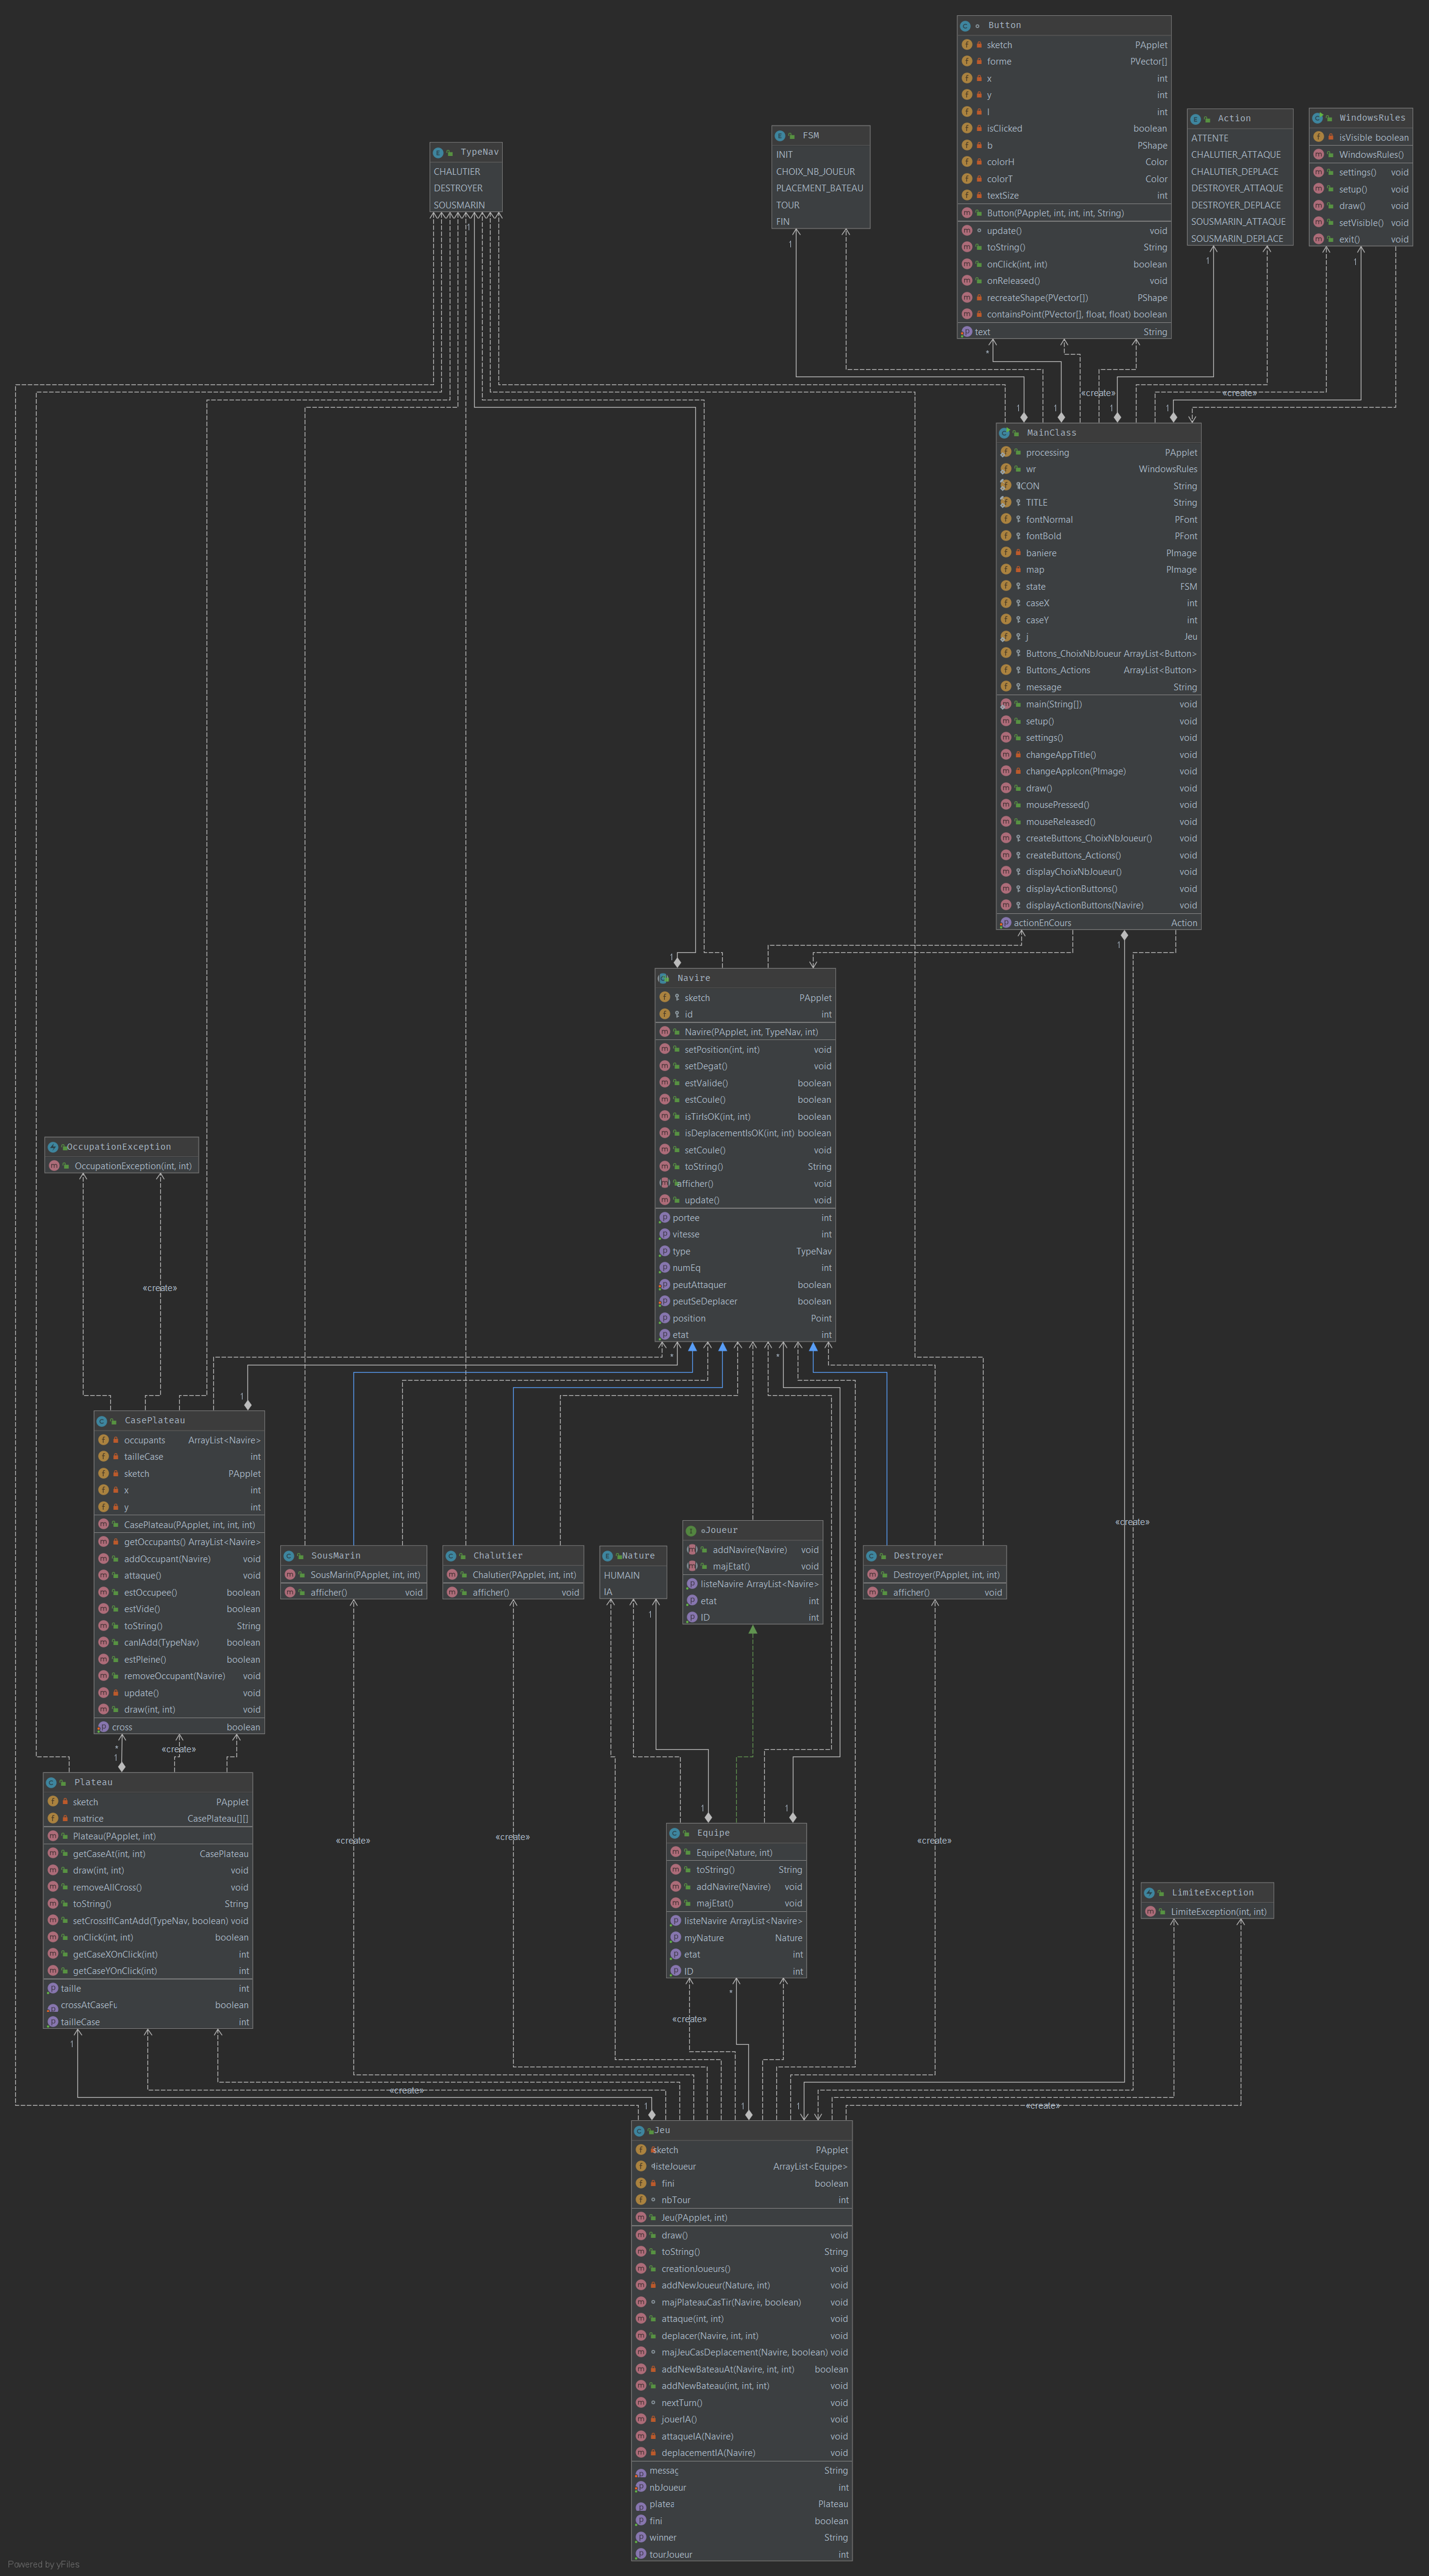 Button
sketch PApplet
forme PVector[]
x int
y int
l int
isClicked boolean
b PShape
colorH Color
colorT Color
textSize int
Button(PApplet, int, int, int, String)
update() void
toString() String
onClick(int, int) boolean
onReleased() void
recreateShape(PVector[]) PShape
containsPoint(PVector[], float, float) boolean
text String
Action
ATTENTE
CHALUTIER_ATTAQUE
CHALUTIER_DEPLACE
DESTROYER_ATTAQUE
DESTROYER_DEPLACE
SOUSMARIN_ATTAQUE
SOUSMARIN_DEPLACE
WindowsRules
isVisible boolean
WindowsRules()
settings() void
setup() void
draw() void
setVisible() void
exit() void
FSM
INIT
CHOIX_NB_JOUEUR
PLACEMENT_BATEAU
TOUR
FIN
TypeNav
CHALUTIER
DESTROYER
SOUSMARIN
1
1
1
1
*
«create»
«create»
1
1
1
1
MainClass
processing PApplet
wr WindowsRules
ICON String
TITLE String
fontNormal PFont
fontBold PFont
baniere PImage
map PImage
state FSM
caseX int
caseY int
j Jeu
Buttons_ChoixNbJoueur ArrayList<Button>
Buttons_Actions ArrayList<Button>
message String
main(String[]) void
setup() void
settings() void
changeAppTitle() void
changeAppIcon(PImage) void
draw() void
mousePressed() void
mouseReleased() void
createButtons_ChoixNbJoueur() void
createButtons_Actions() void
displayChoixNbJoueur() void
displayActionButtons() void
displayActionButtons(Navire) void
actionEnCours Action
1
1
Navire
sketch PApplet
id int
Navire(PApplet, int, TypeNav, int)
setPosition(int, int) void
setDegat() void
estValide() boolean
estCoule() boolean
isTirIsOK(int, int) boolean
isDeplacementIsOK(int, int) boolean
setCoule() void
toString() String
afficher() void
update() void
portee int
vitesse int
type TypeNav
numEq int
peutAttaquer boolean
peutSeDeplacer boolean
position Point
etat int
OccupationException
OccupationException(int, int)
«create»
*
*
1
CasePlateau
occupants ArrayList<Navire>
tailleCase int
sketch PApplet
x int
y int
CasePlateau(PApplet, int, int, int)
getOccupants() ArrayList<Navire>
addOccupant(Navire) void
attaque() void
estOccupee() boolean
estVide() boolean
toString() String
canIAdd(TypeNav) boolean
estPleine() boolean
removeOccupant(Navire) void
update() void
draw(int, int) void
cross boolean
«create»
SousMarin
SousMarin(PApplet, int, int)
afficher() void
Chalutier
Chalutier(PApplet, int, int)
afficher() void
Nature
HUMAIN
IA
Joueur
addNavire(Navire) void
majEtat() void
listeNavire ArrayList<Navire>
etat int
ID int
Destroyer
Destroyer(PApplet, int, int)
afficher() void
1
*
«create»
1
Plateau
sketch PApplet
matrice CasePlateau[][]
Plateau(PApplet, int)
getCaseAt(int, int) CasePlateau
draw(int, int) void
removeAllCross() void
toString() String
setCrossIfICantAdd(TypeNav, boolean) void
onClick(int, int) boolean
getCaseXOnClick(int) int
getCaseYOnClick(int) int
taille int
crossAtCaseFu boolean
tailleCase int
«create»
«create»
«create»
1
1
Equipe
Equipe(Nature, int)
toString() String
addNavire(Navire) void
majEtat() void
listeNavire ArrayList<Navire>
myNature Nature
etat int
ID int
LimiteException
LimiteException(int, int)
*
«create»
1
«create»
«create»
1
1
1
Jeu
sketch PApplet
listeJoueur ArrayList<Equipe>
fini boolean
nbTour int
Jeu(PApplet, int)
draw() void
toString() String
creationJoueurs() void
addNewJoueur(Nature, int) void
majPlateauCasTir(Navire, boolean) void
attaque(int, int) void
deplacer(Navire, int, int) void
majJeuCasDeplacement(Navire, boolean) void
addNewBateauAt(Navire, int, int) boolean
addNewBateau(int, int, int) void
nextTurn() void
jouerIA() void
attaqueIA(Navire) void
deplacementIA(Navire) void
messag String
nbJoueur int
platea Plateau
fini boolean
winner String
tourJoueur int
Powered by yFiles